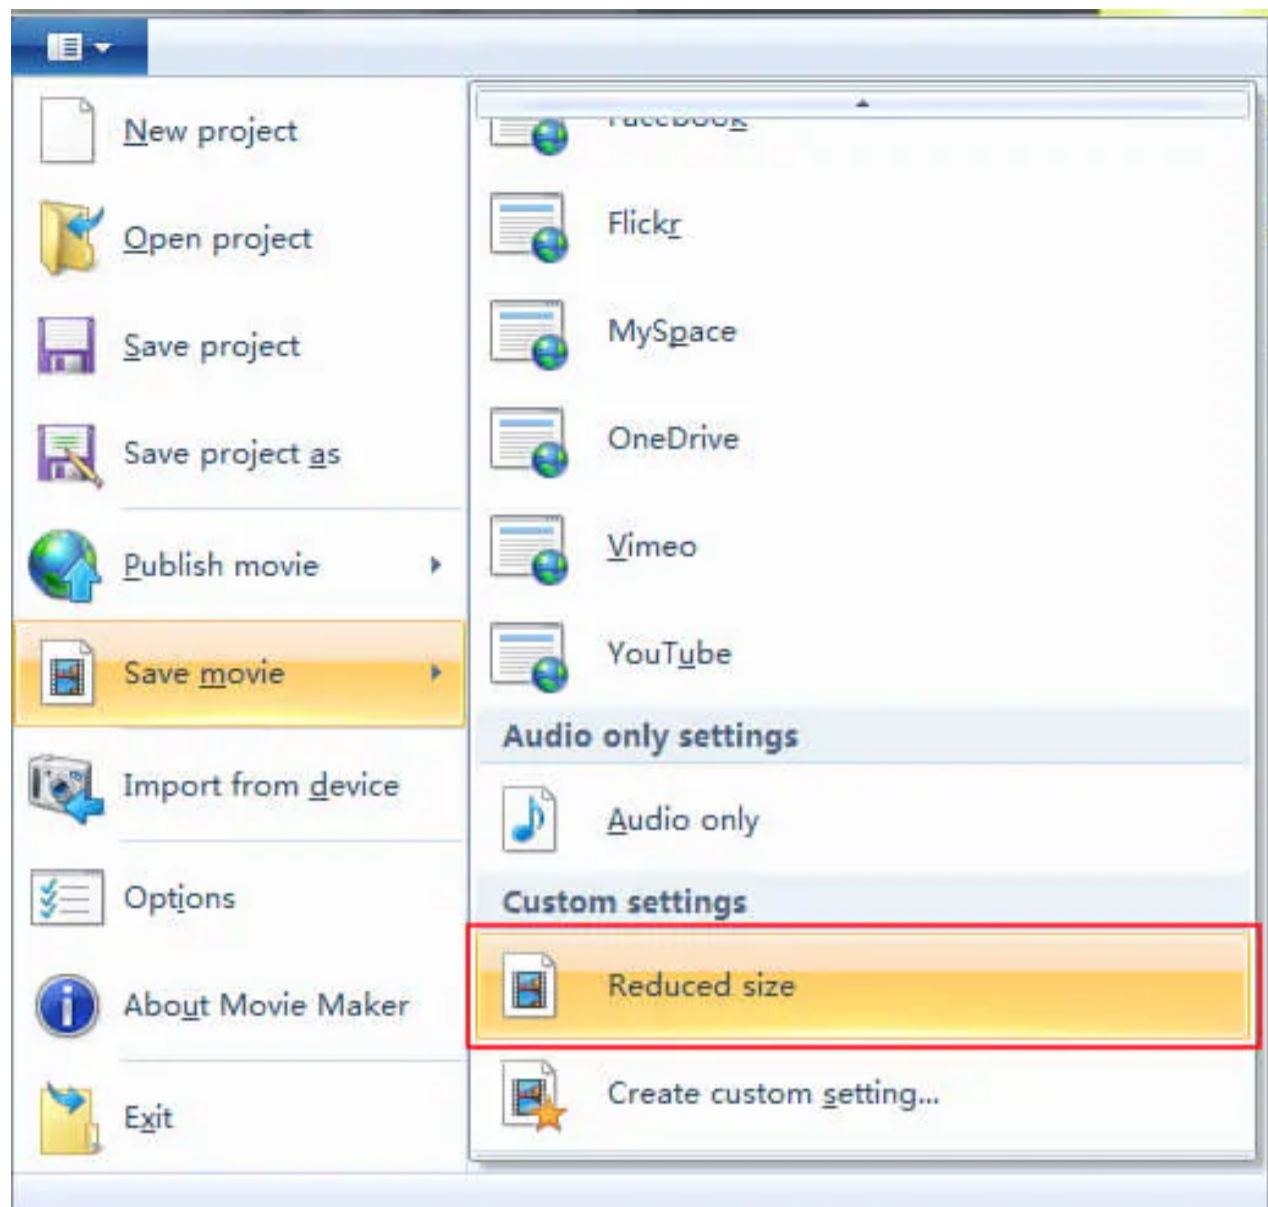 New project
Open project
Save project
Save project as
Publish movie
Save movie
Import from device
Options
About Movie Maker
Exit
Facebook
Flickr
MySpace
OneDrive
Vimeo
YouTube
Audio only settings
Audio only
Custom settings
Reduced size
Create custom setting...